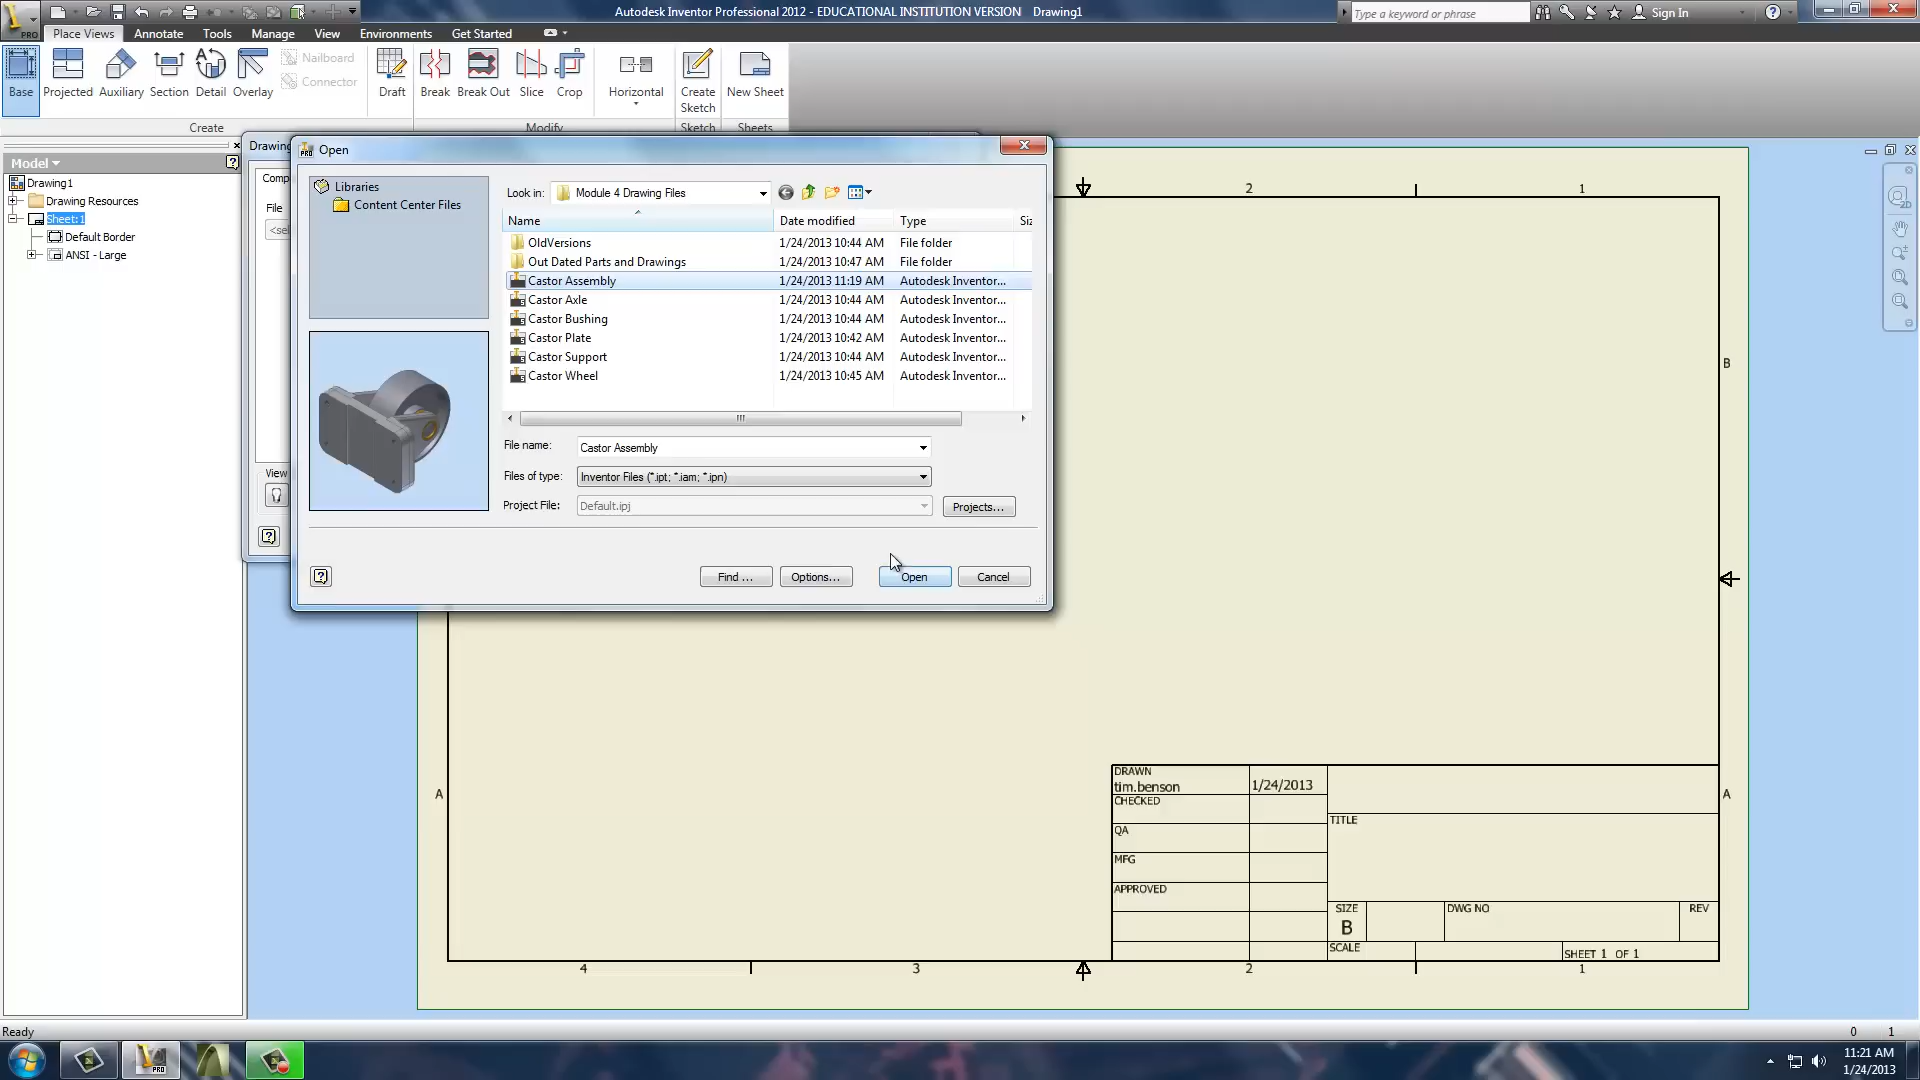 Autodesk Inventor Professional 2012 - EDUCATIONAL INSTITUTION VERSION Drawing1
Type a keyword or phrase
Sign In
PRO
Place Views Annotate Tools Manage View Environments Get Started
Base Projected Auxiliary Section Detail Overlay
Nailboard
Connector
Draft Break Break Out Slice Crop Horizontal
Create Sketch
New Sheet
Create Modify Sketch Sheets
Model
Drawing1
Drawing Resources
Sheet:1
Default Border
ANSI - Large
Drawing
Comp
File
<sel
View
Open
Libraries
Content Center Files
Look in: Module 4 Drawing Files
Name Date modified Type Siz
OldVersions 1/24/2013 10:44 AM File folder
Out Dated Parts and Drawings 1/24/2013 10:47 AM File folder
Castor Assembly 1/24/2013 11:19 AM Autodesk Inventor...
Castor Axle 1/24/2013 10:44 AM Autodesk Inventor...
Castor Bushing 1/24/2013 10:44 AM Autodesk Inventor...
Castor Plate 1/24/2013 10:42 AM Autodesk Inventor...
Castor Support 1/24/2013 10:44 AM Autodesk Inventor...
Castor Wheel 1/24/2013 10:45 AM Autodesk Inventor...
File name: Castor Assembly
Files of type: Inventor Files (*.ipt; *.iam; *.ipn)
Project File: Default.ipj Projects...
Find ... Options... Open Cancel
2 1
B
A A
DRAWN
tim.benson 1/24/2013
CHECKED
QA
MFG
APPROVED
TITLE
SIZE
B
DWG NO
REV
SCALE
SHEET 1 OF 1
4 3 2 1
Ready
0 1
PRO
11:21 AM
1/24/2013